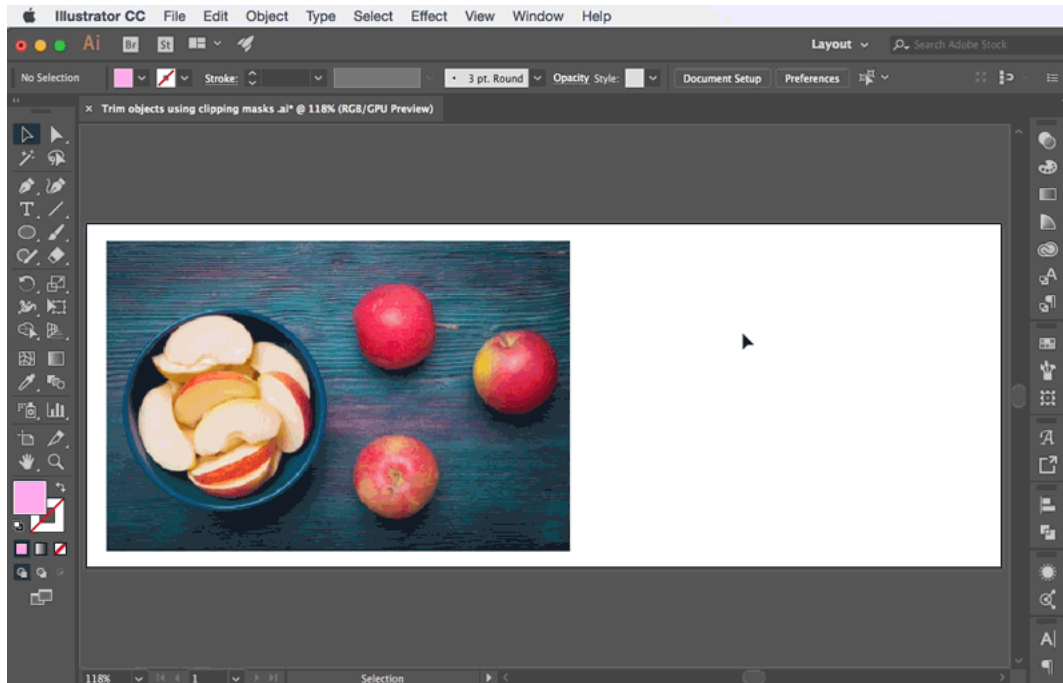 Illustrator CC File Edit Object Type Select Effect View Window Help
Ai Br St Layout Search Adobe Stock
No Selection Stroke: 3 pt. Round Opacity Style: Document Setup Preferences
× Trim objects using clipping masks .ai* @ 118% (RGB/GPU Preview)
118% 1 Selection